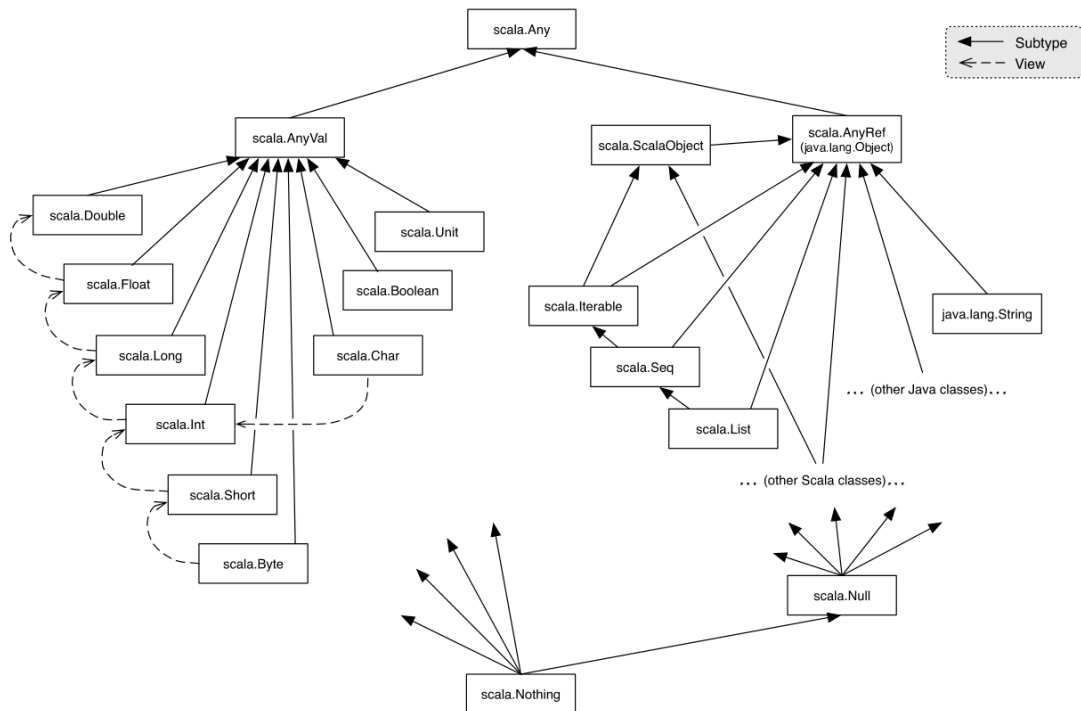 scala.Any
Subtype
View
scala.AnyVal
scala.ScalaObject
scala.AnyRef
(java.lang.Object)
scala.Double
scala.Unit
scala.Float
scala.Boolean
scala.Iterable
java.lang.String
scala.Long
scala.Char
scala.Seq
... (other Java classes)...
scala.Int
scala.List
scala.Short
... (other Scala classes)...
scala.Byte
scala.Null
scala.Nothing